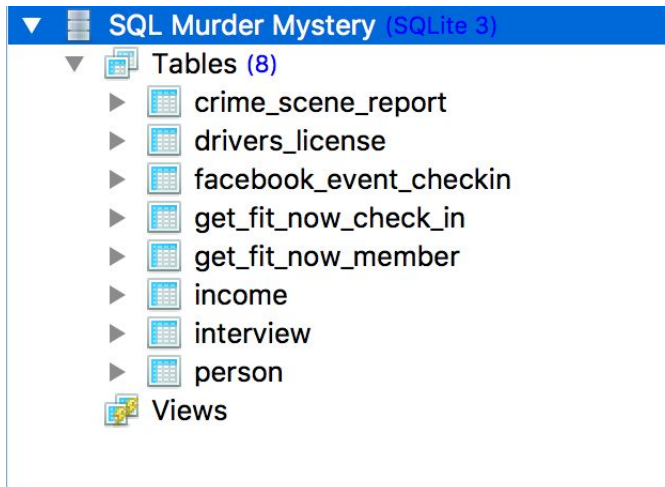 SQL Murder Mystery (SQLite 3)
Tables (8)
crime_scene_report
drivers_license
facebook_event_checkin
get_fit_now_check_in
get_fit_now_member
income
interview
person
Views